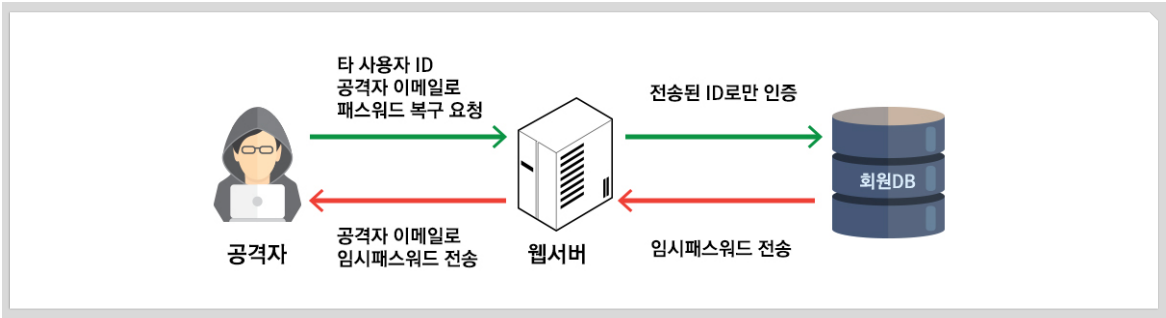 타 사용자 ID
공격자 이메일로
패스워드 복구 요청
전송된 ID로만 인증
회원DB
공격자 이메일로
임시패스워드 전송
임시패스워드 전송
공격자
웹서버